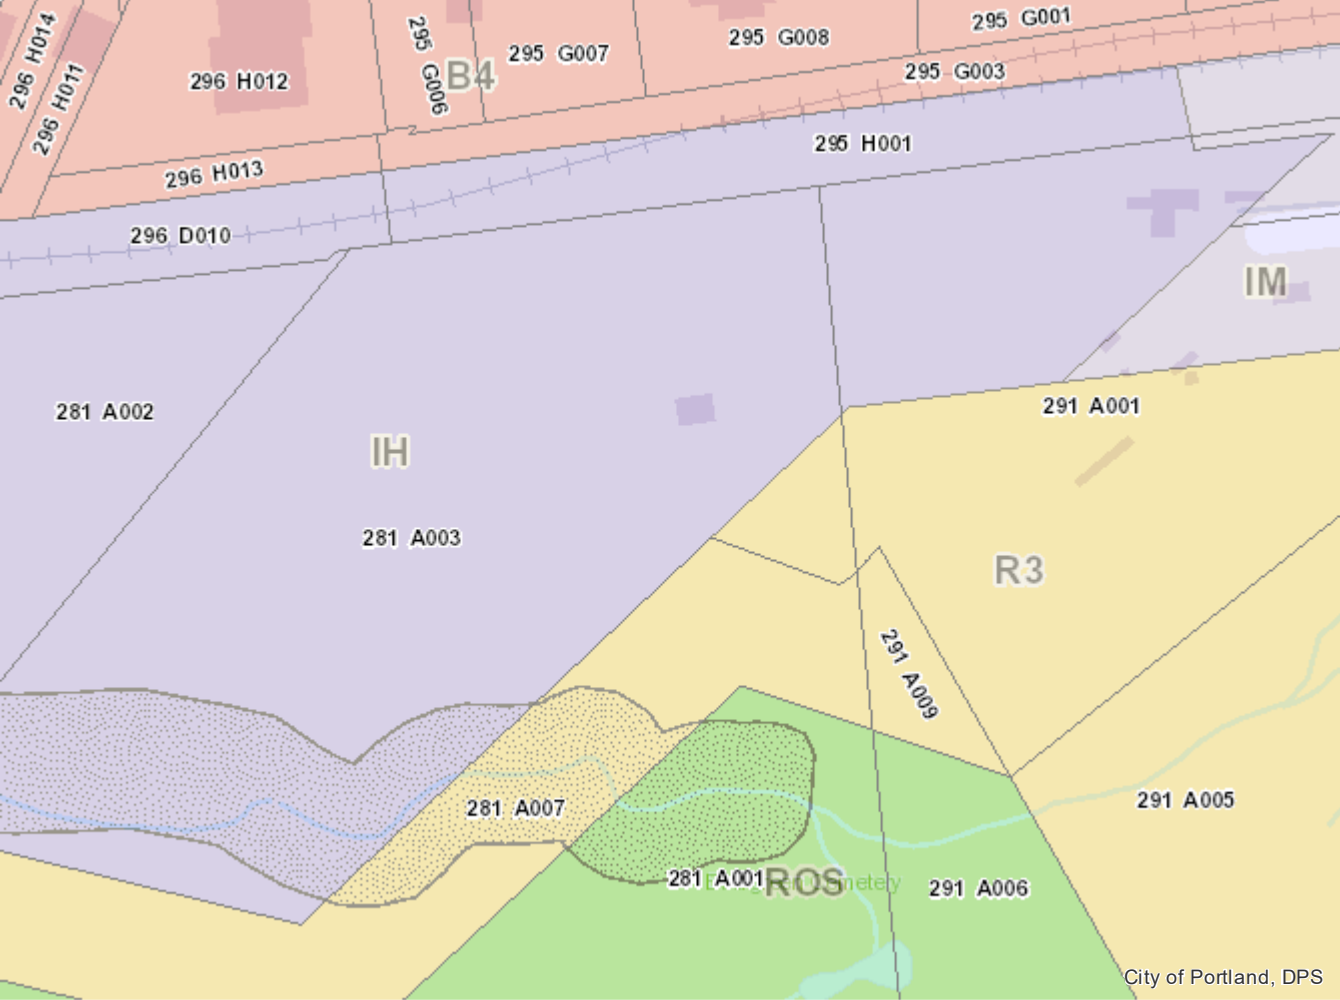 296 H014
296 H011
296 H012
295 G006
B4
295 G007
295 G008
295 G001
295 G003
296 H013
295 H001
296 D010
IM
281 A002
291 A001
IH
281 A003
R3
291 A009
281 A007
291 A005
281 A001
Cemetery
ROS
291 A006
City of Portland, DPS